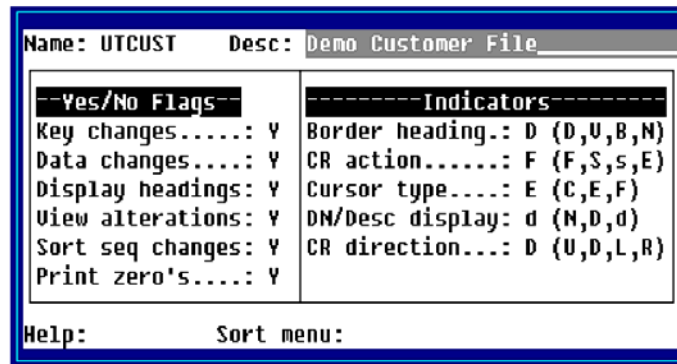 Name: UTCUST Desc: Demo Customer File_________
--Yes/No Flags-- ---------Indicators---------
Key changes.....: Y Border heading.: D (D,V,B,N)
Data changes....: Y CR action......: F (F,S,s,E)
Display headings: Y Cursor type....: E (C,E,F)
View alterations: Y DN/Desc display: d (N,D,d)
Sort seq changes: Y CR direction...: D (U,D,L,R)
Print zero's....: Y
Help: Sort menu: